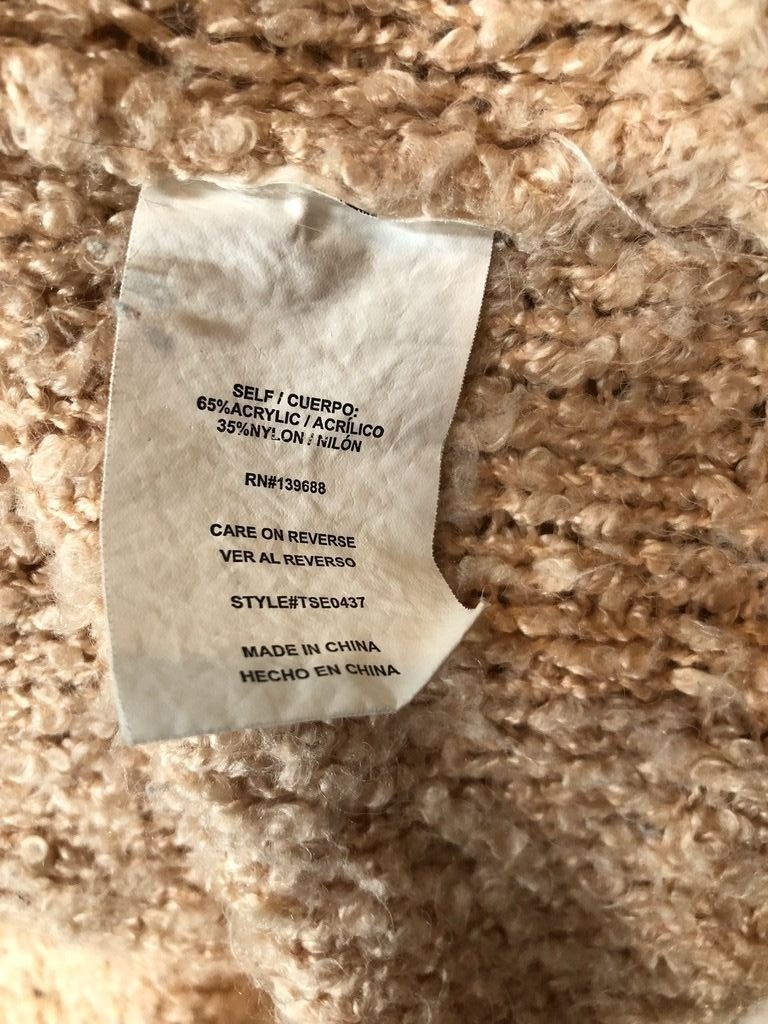 SELF / CUERPO:
65%ACRYLIC / ACRÍLICO
35%NYLON / NILÓN
RN#139688
CARE ON REVERSE
VER AL REVERSO
STYLE#TSE0437
MADE IN CHINA
HECHO EN CHINA